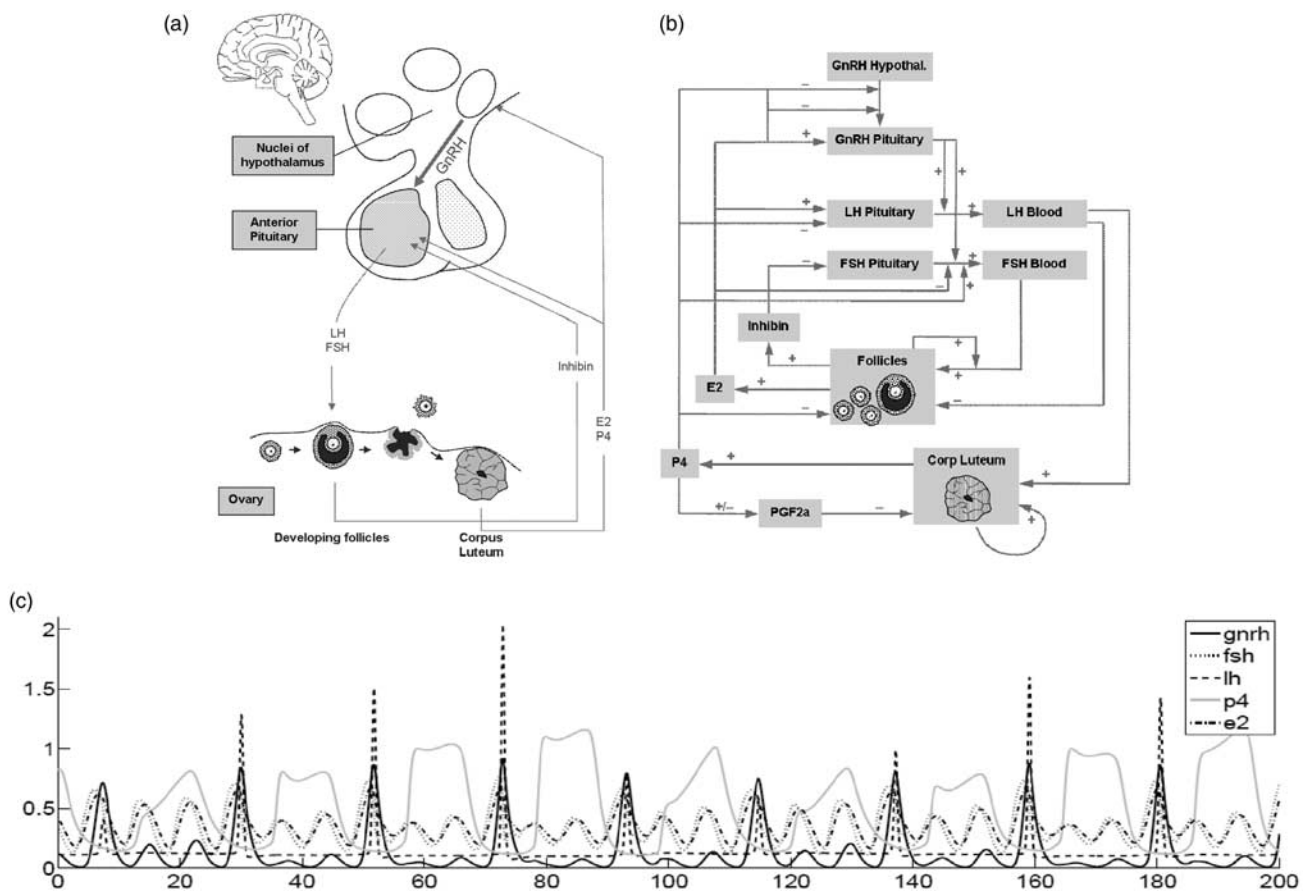 (a)
Nuclei of
hypothalamus
GnRH
Anterior
Pituitary
LH
FSH
Inhibin
E2
P4
Ovary
Developing follicles
Corpus
Luteum
(b)
GnRH Hypothal.
–
–
+
GnRH Pituitary
+
+
+
LH Pituitary
+
LH Blood
–
–
FSH Pituitary
+
FSH Blood
–
+
Inhibin
+
+
Follicles
+
E2
+
–
–
P4
+
Corp Luteum
+
+/–
PGF2a
–
+
(c)
2
1.5
1
0.5
0
0
20
40
60
80
100
120
140
160
180
200
gnrh
fsh
lh
p4
e2